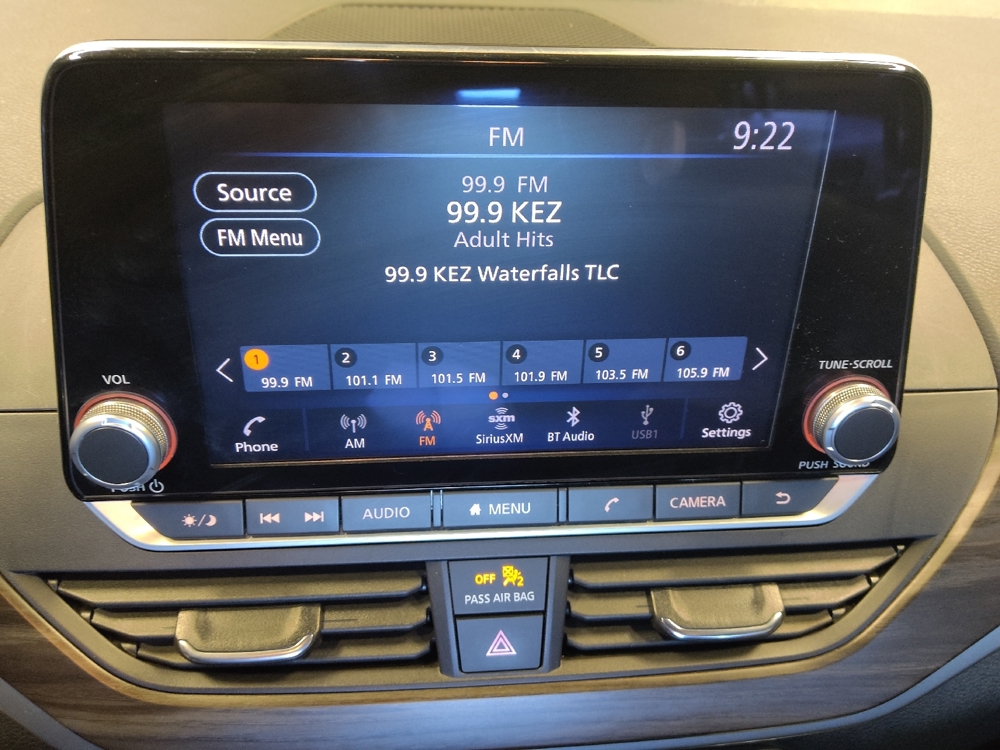 FM
9:22
Source
FM Menu
99.9 FM
99.9 KEZ
Adult Hits
99.9 KEZ Waterfalls TLC
1
99.9 FM
2
101.1 FM
3
101.5 FM
4
101.9 FM
5
103.5 FM
6
105.9 FM
VOL
TUNE·SCROLL
Phone
AM
FM
sxm
SiriusXM
BT Audio
USB1
Settings
PUSH
PUSH SOUND
AUDIO
MENU
CAMERA
OFF
2
PASS AIR BAG